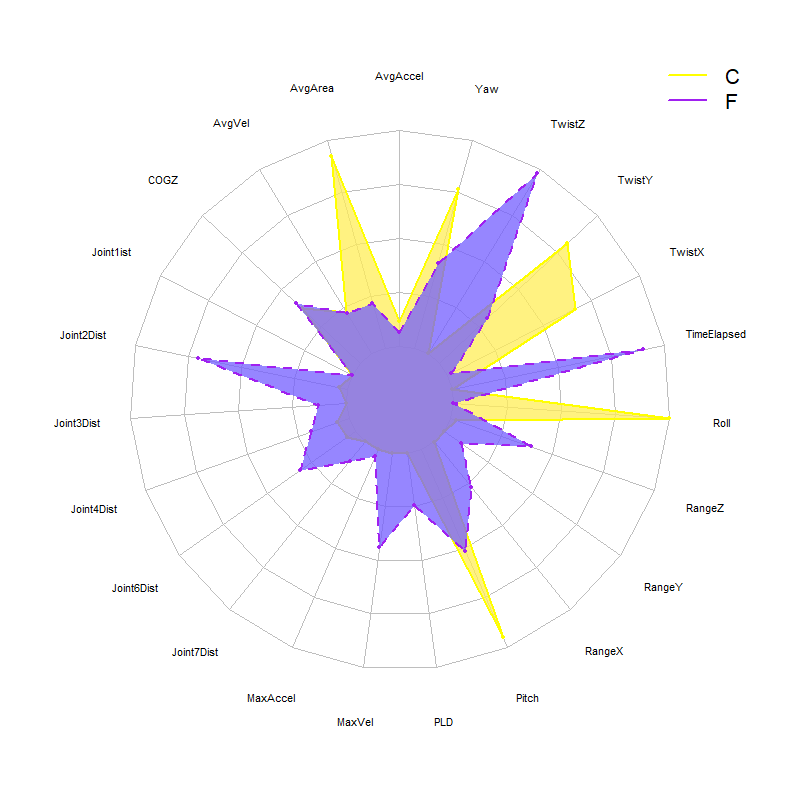 C
F
AvgAccel
AvgArea
Yaw
AvgVel
TwistZ
COGZ
TwistY
Joint1ist
TwistX
Joint2Dist
TimeElapsed
Joint3Dist
Roll
Joint4Dist
RangeZ
Joint6Dist
RangeY
Joint7Dist
RangeX
MaxAccel
Pitch
MaxVel
PLD